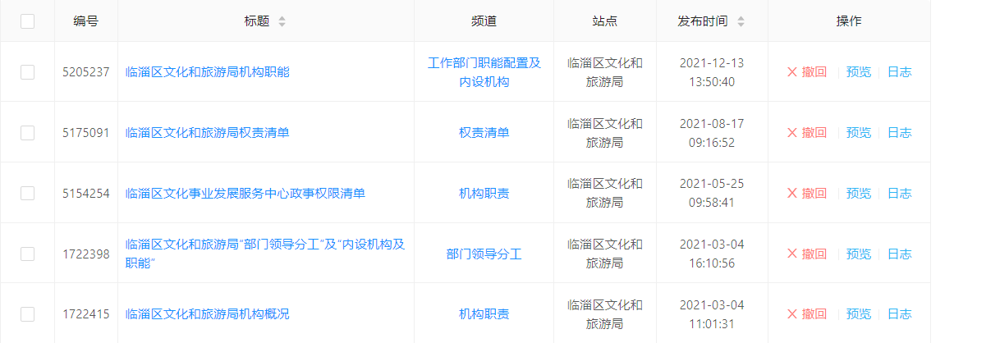 编号 标题 频道 站点 发布时间 操作
5205237 临淄区文化和旅游局机构职能 工作部门职能配置及 临淄区文化和 2021-12-13 撤回 预览 日志
内设机构 旅游局 13:50:40
5175091 临淄区文化和旅游局权责清单 权责清单 临淄区文化和 2021-08-17 撤回 预览 日志
旅游局 09:16:52
5154254 临淄区文化事业发展服务中心政事权限清单 机构职责 临淄区文化和 2021-05-25 撤回 预览 日志
旅游局 09:58:41
1722398 临淄区文化和旅游局“部门领导分工”及“内设机构及 部门领导分工 临淄区文化和 2021-03-04 撤回 预览 日志
职能” 旅游局 16:10:56
1722415 临淄区文化和旅游局机构概况 机构职责 临淄区文化和 2021-03-04 撤回 预览 日志
旅游局 11:01:31